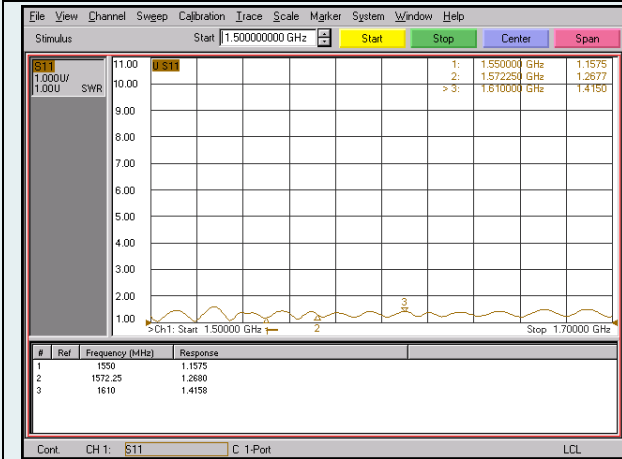 File View Channel Sweep Calibration Trace Scale Marker System Window Help
Stimulus Start 1.500000000 GHz Start Stop Center Span
S11
1.000U/
1.00U SWR
11.00
10.00
9.00
8.00
7.00
6.00
5.00
4.00
3.00
2.00
1.00
U S11
1: 1.550000 GHz 1.1575
2: 1.572250 GHz 1.2677
> 3: 1.610000 GHz 1.4150
3
1
2
>Ch1: Start 1.50000 GHz
Stop 1.70000 GHz
# Ref Frequency (MHz) Response
1 1550 1.1575
2 1572.25 1.2680
3 1610 1.4158
Cont. CH 1: S11 C 1-Port LCL